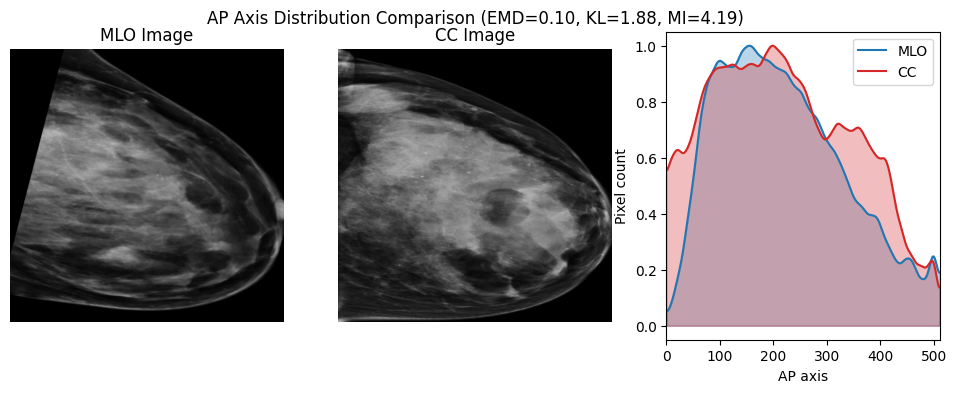 AP Axis Distribution Comparison (EMD=0.10, KL=1.88, MI=4.19)
MLO Image
CC Image
MLO
CC
Pixel count
1.0
0.8
0.6
0.4
0.2
0.0
0 100 200 300 400 500
AP axis